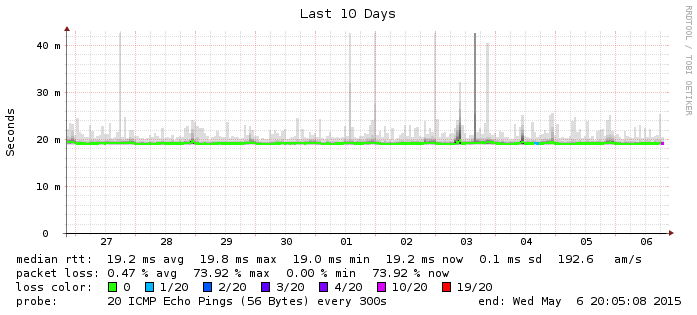 Last 10 Days
RRDTOOL / TOBI OETIKER
Seconds
40 m
30 m
20 m
10 m
0
27 28 29 30 01 02 03 04 05 06
median rtt: 19.2 ms avg 19.8 ms max 19.0 ms min 19.2 ms now 0.1 ms sd 192.6 am/s
packet loss: 0.47 % avg 73.92 % max 0.00 % min 73.92 % now
loss color: 0 1/20 2/20 3/20 4/20 10/20 19/20
probe: 20 ICMP Echo Pings (56 Bytes) every 300s end: Wed May 6 20:05:08 2015